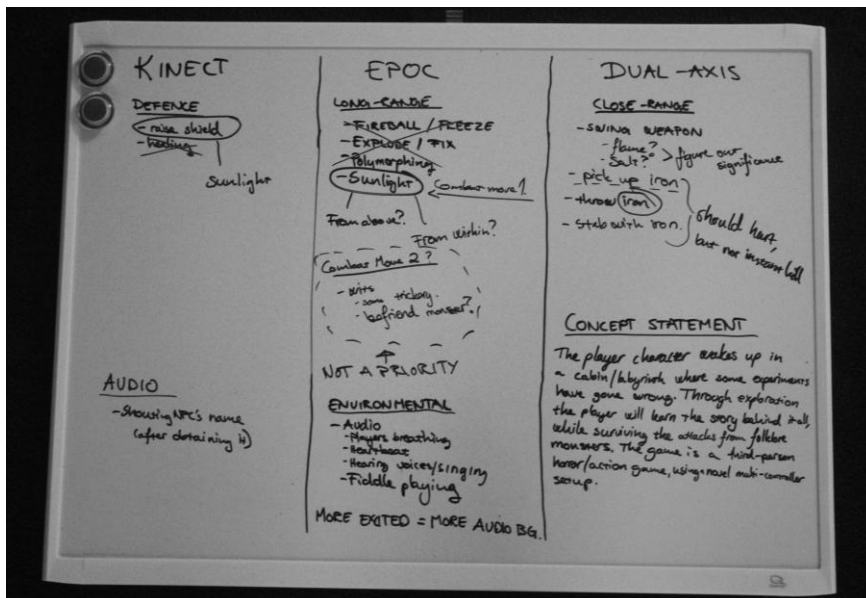 KINECT
DEFENCE
- raise shield
- healing
Sunlight
AUDIO
- Shouting NPC's name
(after obtaining it)
EPOC
LONG-RANGE
- FIREBALL / FREEZE
- EXPLODE / FIX
- Polymorphing
- Sunlight
Combat move 1
From above?
From within?
Combat Move 2?
- wits
- some trickery.
- befriend monster?
NOT A PRIORITY
ENVIRONMENTAL
- Audio
- Players breathing
- Heartbeat
- Hearing voices/singing
- Fiddle playing
MORE EXITED = MORE AUDIO BG.
DUAL-AXIS
CLOSE-RANGE
- SWING WEAPON
- flame?
- Salt?
figure out
significance
- pick up iron
- throw iron
- stab with iron.
should hurt,
but not instant kill
CONCEPT STATEMENT
The player character wakes up in
a cabin/labyrinth where some experiments
have gone wrong. Through exploration
the player will learn the story behind it all,
while surviving the attacks from folklore
monsters. The game is a third-person
horror/action game, using novel multi-controller
setup.